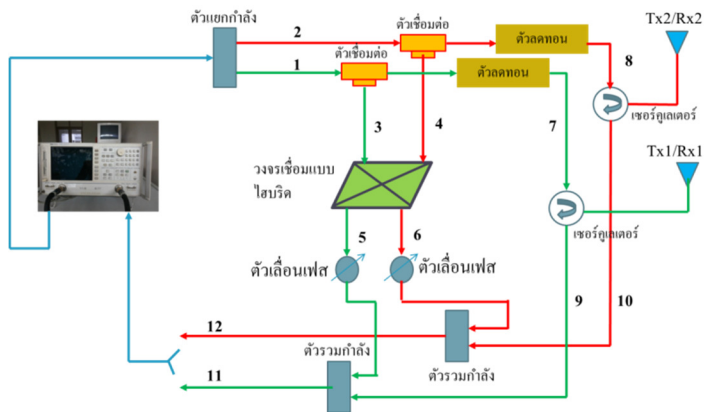 ตัวแยกกำลัง
2
ตัวเชื่อมต่อ
ตัวลดทอน
Tx2/Rx2
8
1
ตัวเชื่อมต่อ
ตัวลดทอน
เซอร์คูเลเตอร์
3
4
7
Tx1/Rx1
วงจรเชื่อมแบบ
ไฮบริด
5
6
เซอร์คูเลเตอร์
ตัวเลื่อนเฟส
ตัวเลื่อนเฟส
9
10
12
ตัวรวมกำลัง
ตัวรวมกำลัง
11